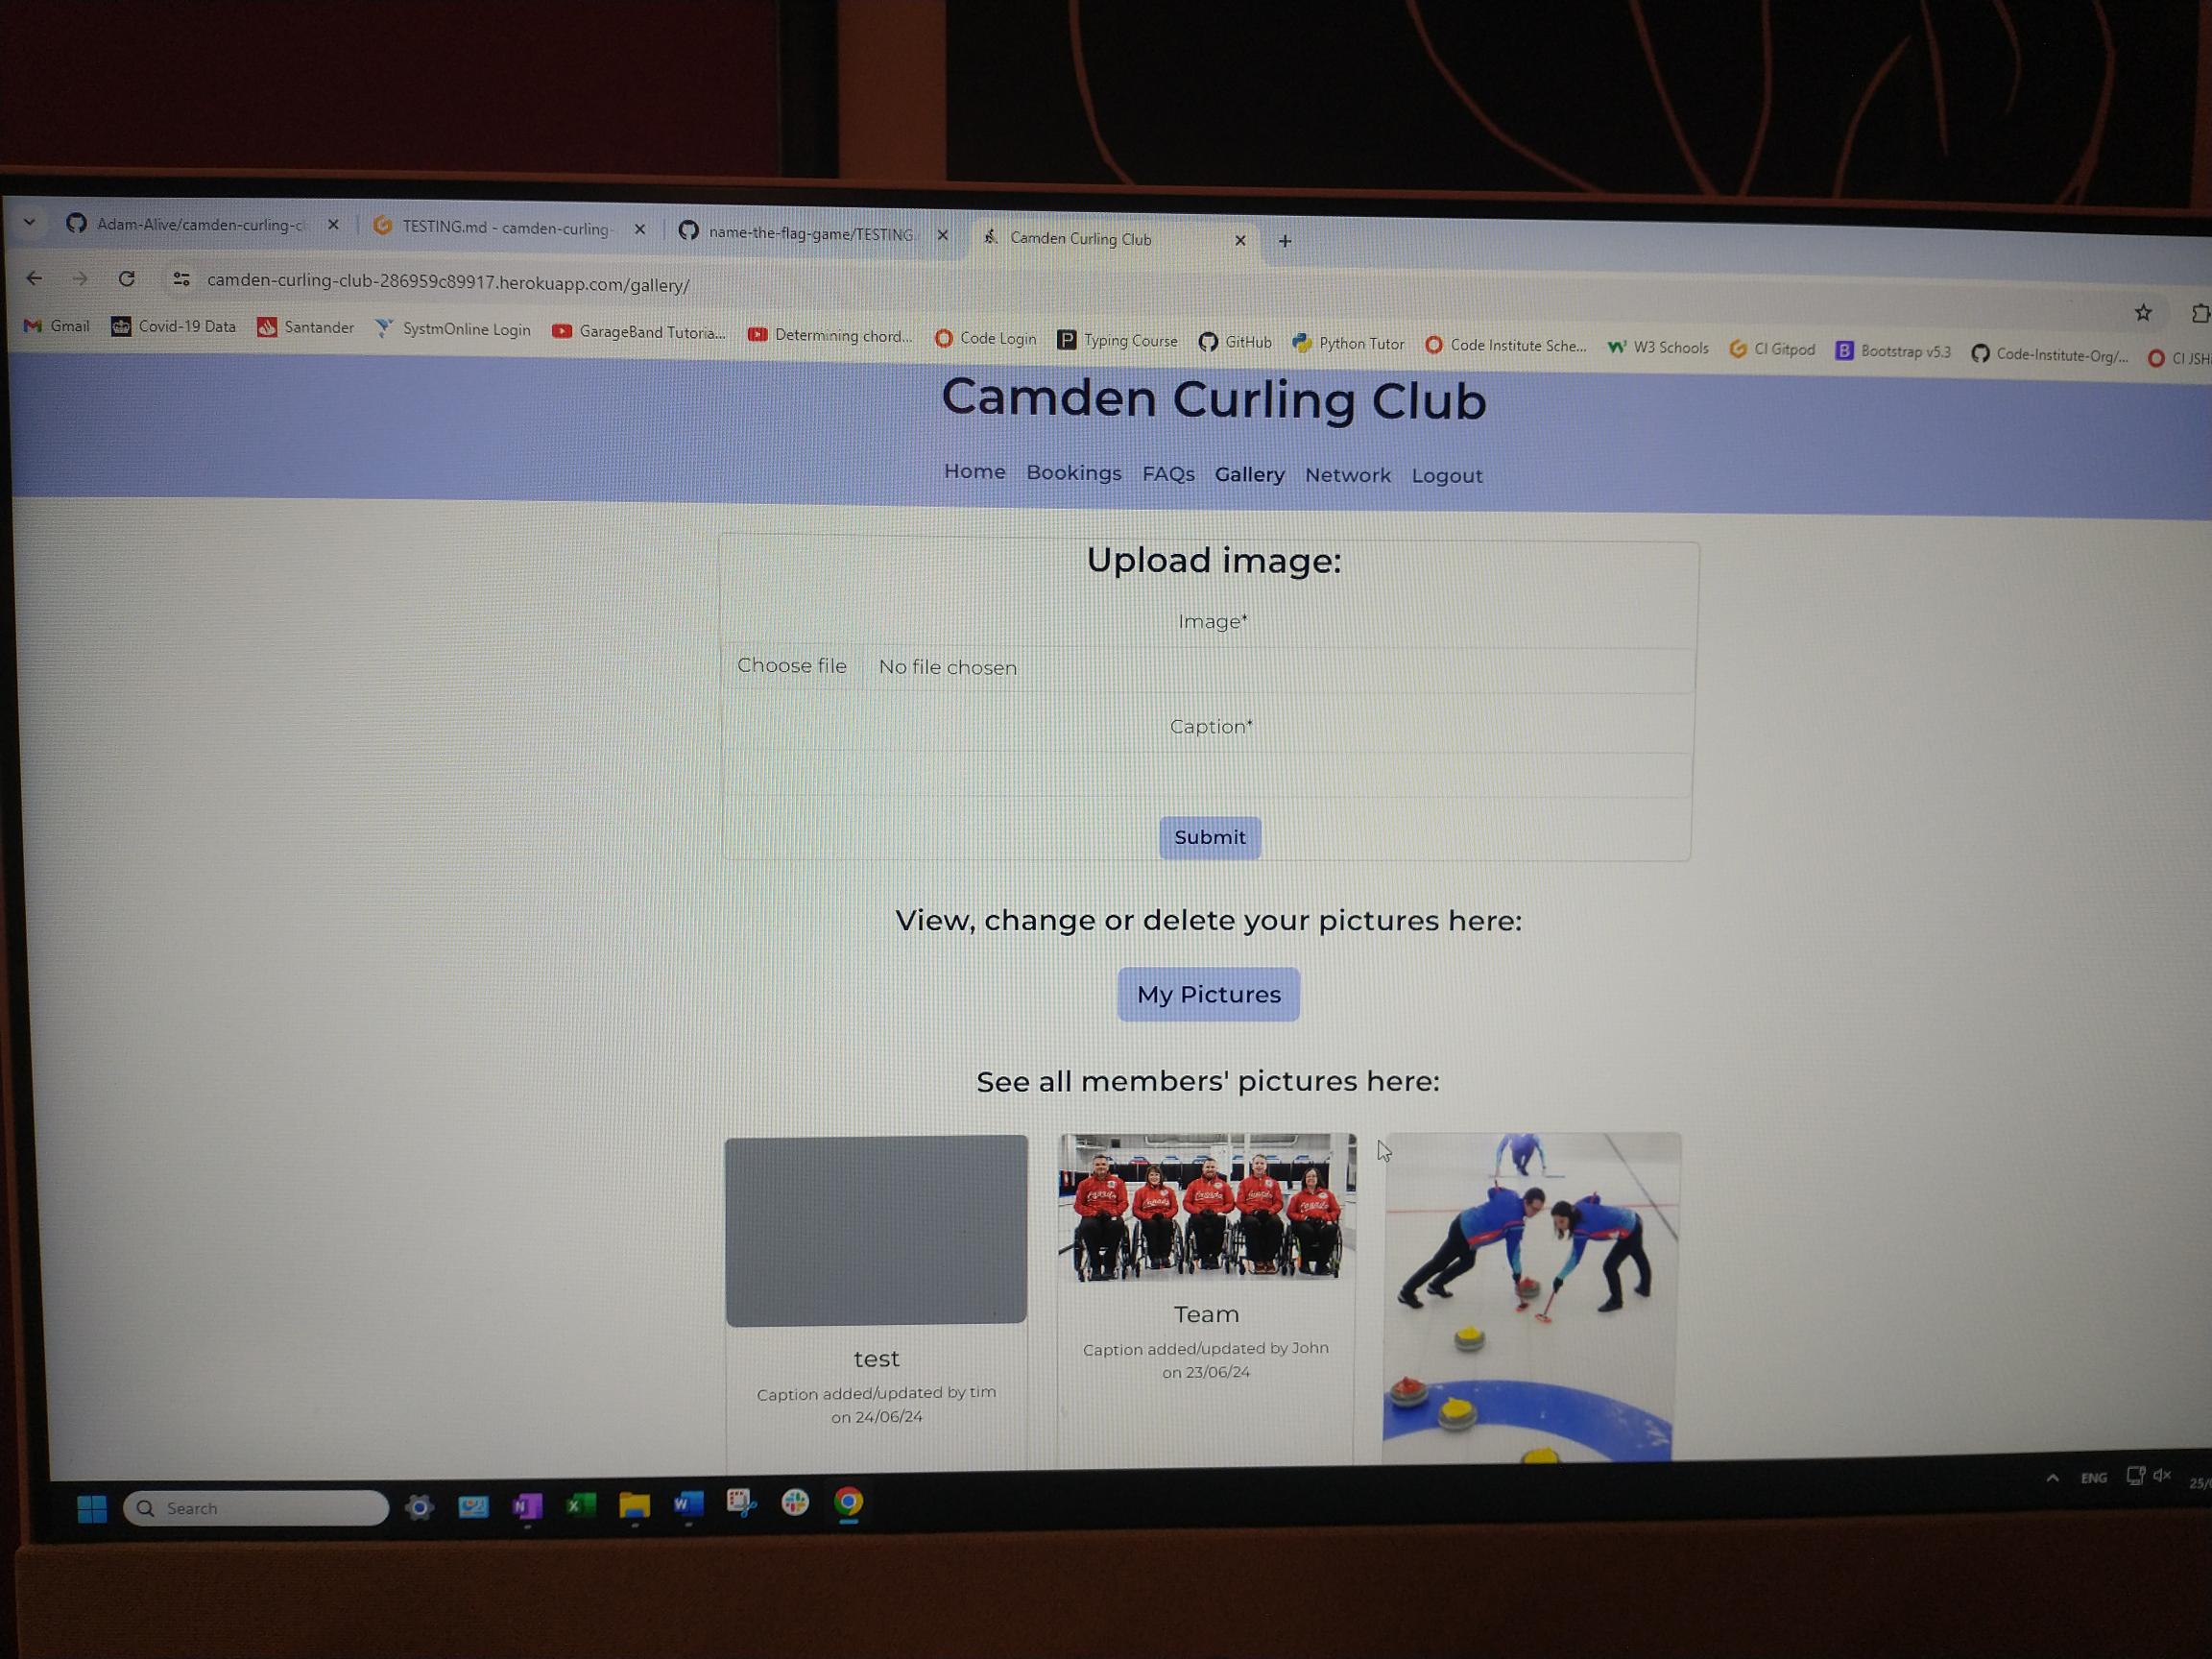 Adam-Alive/camden-curling-c
TESTING.md - camden-curling-
name-the-flag-game/TESTING
Camden Curling Club
camden-curling-club-286959c89917.herokuapp.com/gallery/
Gmail
Covid-19 Data
Santander
SystmOnline Login
GarageBand Tutoria...
Determining chord...
Code Login
Typing Course
GitHub
Python Tutor
Code Institute Sche...
W3 Schools
CI Gitpod
Bootstrap v5.3
Code-Institute-Org/...
CI JSH
Camden Curling Club
Home Bookings FAQs Gallery Network Logout
Upload image:
Image*
Choose file No file chosen
Caption*
Submit
View, change or delete your pictures here:
My Pictures
See all members' pictures here:
test
Caption added/updated by tim
on 24/06/24
Team
Caption added/updated by John
on 23/06/24
Search
ENG
25/